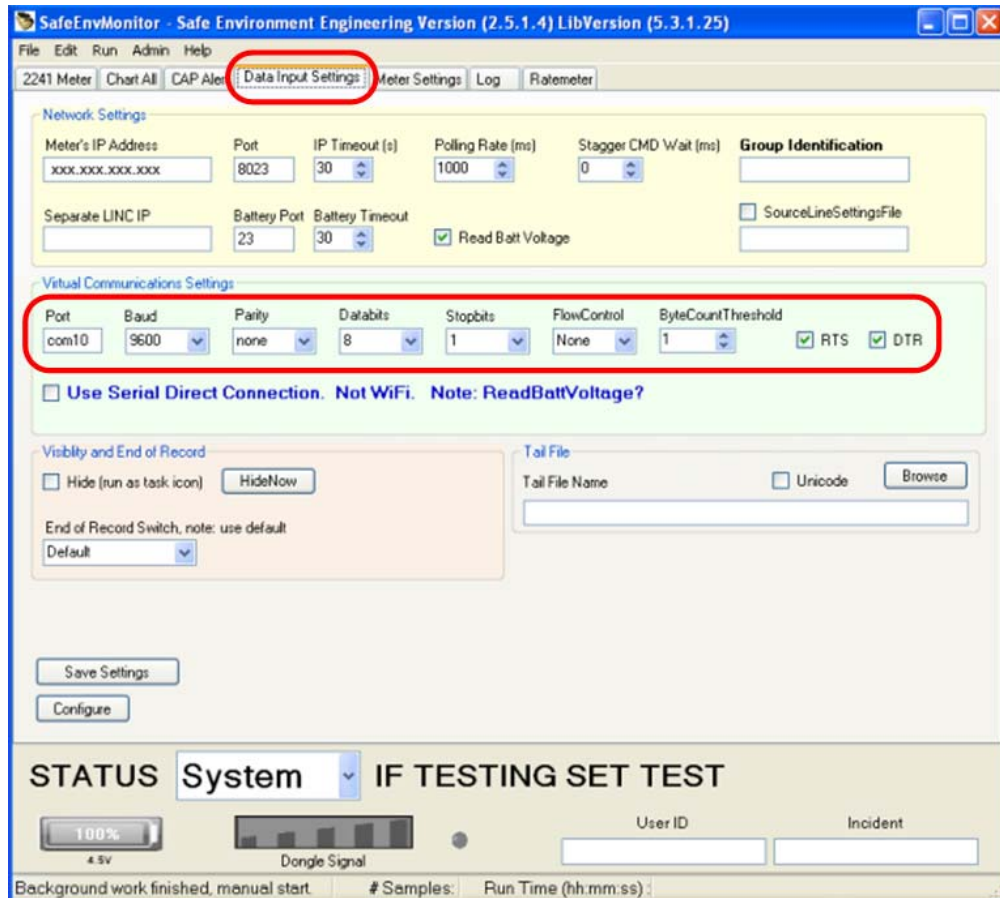 SafeEnvMonitor - Safe Environment Engineering Version (2.5.1.4) LibVersion (5.3.1.25)
File Edit Run Admin Help
2241 Meter Chart All CAP Aler Data Input Settings Meter Settings Log Ratemeter
Network Settings
Meter's IP Address Port IP Timeout (s) Polling Rate (ms) Stagger CMD Wait (ms) Group Identification
xxx.xxx.xxx.xxx 8023 30 1000 0
Separate LINC IP Battery Port Battery Timeout SourceLineSettingsFile
23 30 Read Batt Voltage
Virtual Communications Settings
Port Baud Parity Databits Stopbits FlowControl ByteCountThreshold
com10 9600 none 8 1 None 1 RTS DTR
Use Serial Direct Connection. Not WiFi. Note: ReadBattVoltage?
Visiblity and End of Record
Hide (run as task icon) HideNow
End of Record Switch, note: use default
Default
Tail File
Tail File Name Unicode Browse
Save Settings
Configure
STATUS System IF TESTING SET TEST
100%
4.5V
Dongle Signal
User ID Incident
Background work finished, manual start. # Samples: Run Time (hh:mm:ss) :